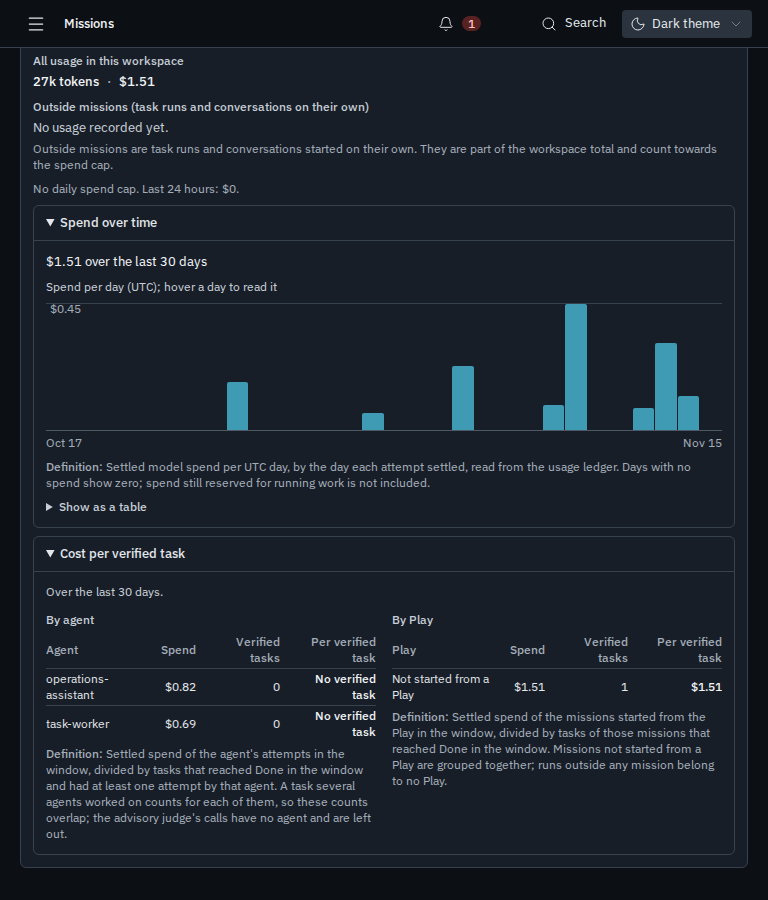 Missions
1
Search
Dark theme
All usage in this workspace
27k tokens · $1.51
Outside missions (task runs and conversations on their own)
No usage recorded yet.
Outside missions are task runs and conversations started on their own. They are part of the workspace total and count towards
the spend cap.
No daily spend cap. Last 24 hours: $0.
Spend over time
$1.51 over the last 30 days
Spend per day (UTC); hover a day to read it
$0.45
Oct 17
Nov 15
Definition: Settled model spend per UTC day, by the day each attempt settled, read from the usage ledger. Days with no
spend show zero; spend still reserved for running work is not included.
Show as a table
Cost per verified task
Over the last 30 days.
By agent
Agent Spend Verified tasks Per verified task
operations-assistant $0.82 0 No verified task
task-worker $0.69 0 No verified task
Definition: Settled spend of the agent's attempts in the
window, divided by tasks that reached Done in the window
and had at least one attempt by that agent. A task several
agents worked on counts for each of them, so these counts
overlap; the advisory judge's calls have no agent and are left
out.
By Play
Play Spend Verified tasks Per verified task
Not started from a Play $1.51 1 $1.51
Definition: Settled spend of the missions started from the
Play in the window, divided by tasks of those missions that
reached Done in the window. Missions not started from a
Play are grouped together; runs outside any mission belong
to no Play.